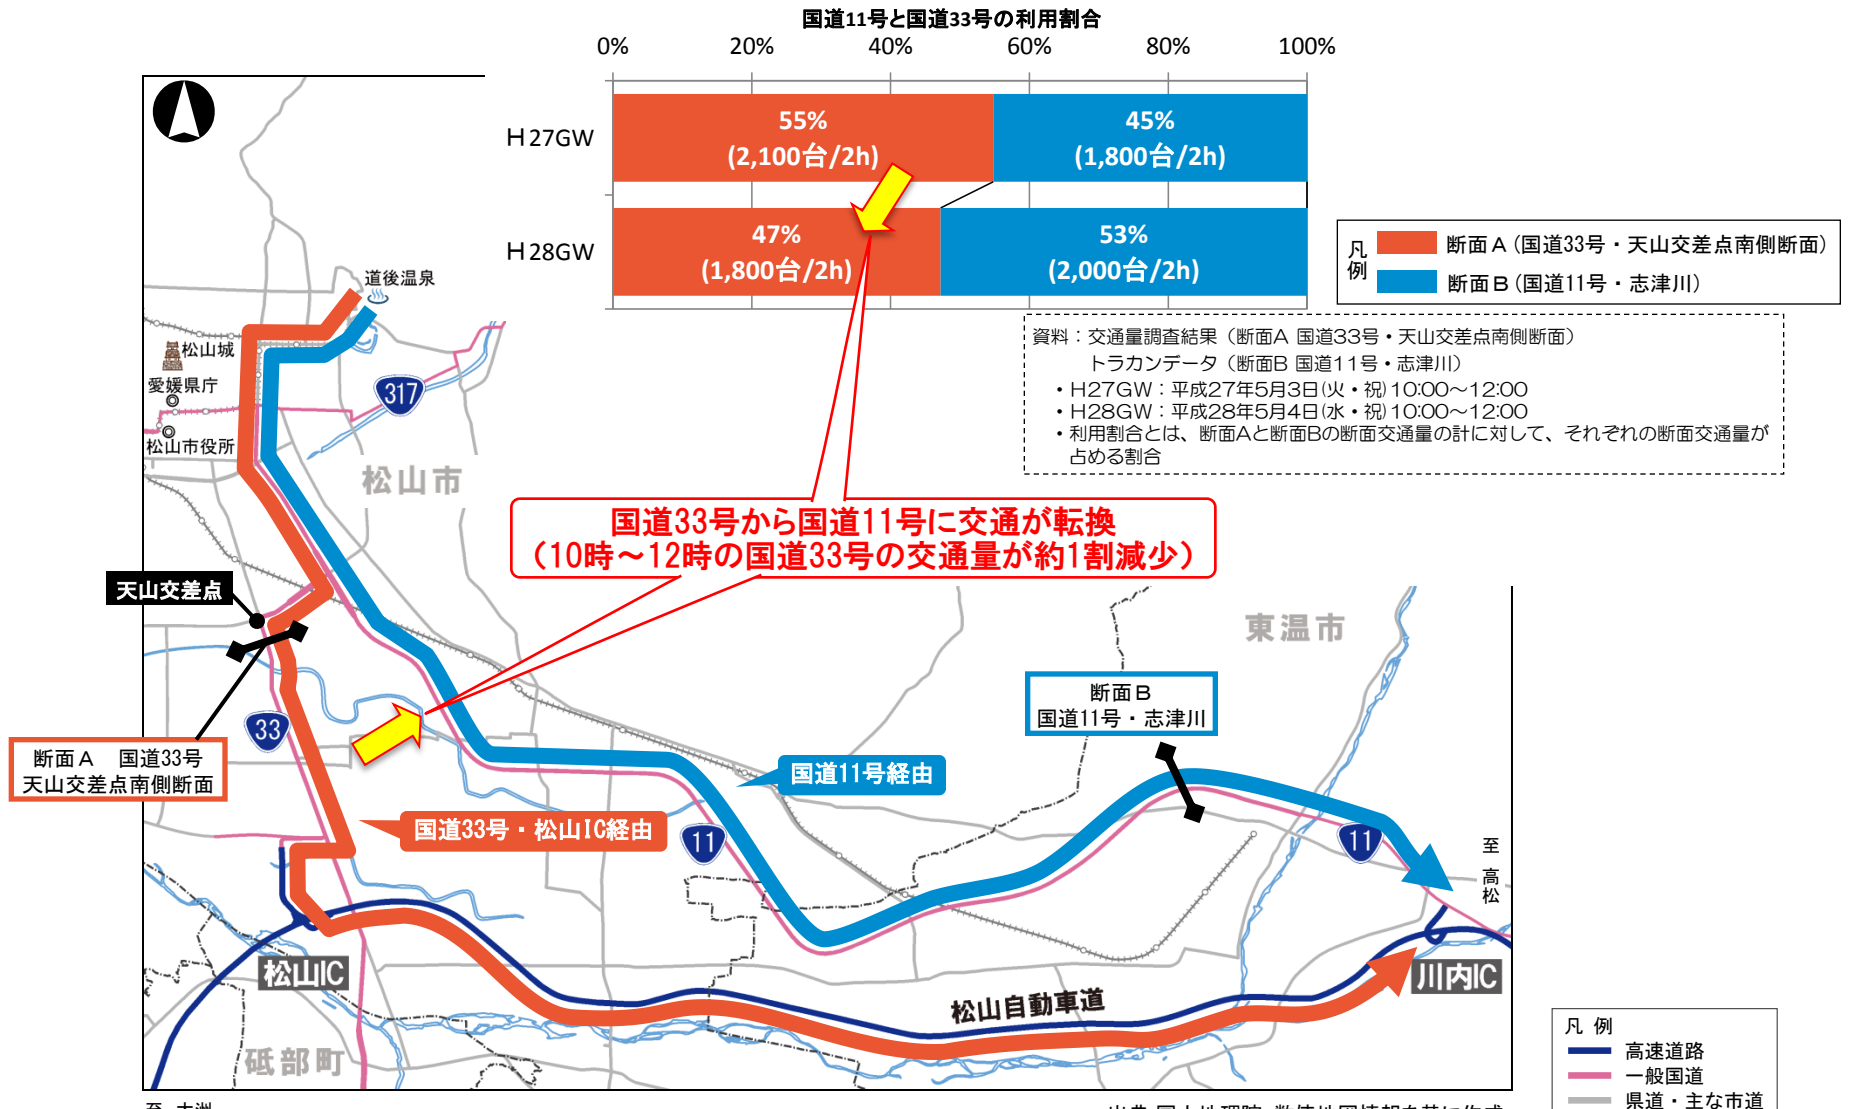 国道11号と国道33号の利用割合
0% 20% 40% 60% 80% 100%
H27GW
55%
(2,100台/2h)
45%
(1,800台/2h)
H28GW
47%
(1,800台/2h)
53%
(2,000台/2h)
凡例
断面A(国道33号・天山交差点南側断面)
断面B(国道11号・志津川)
資料：交通量調査結果（断面A 国道33号・天山交差点南側断面）
トラカンデータ（断面B 国道11号・志津川）
・H27GW：平成27年5月3日(火・祝)10:00～12:00
・H28GW：平成28年5月4日(水・祝)10:00～12:00
・利用割合とは、断面Aと断面Bの断面交通量の計に対して、それぞれの断面交通量が
占める割合
道後温泉
松山城
愛媛県庁
317
松山市役所
松山市
国道33号から国道11号に交通が転換
（10時～12時の国道33号の交通量が約1割減少）
天山交差点
東温市
断面B
国道11号・志津川
33
断面A 国道33号
天山交差点南側断面
国道11号経由
国道33号・松山IC経由
11
11
至 高松
松山IC
川内IC
松山自動車道
砥部町
凡 例
高速道路
一般国道
県道・主な市道